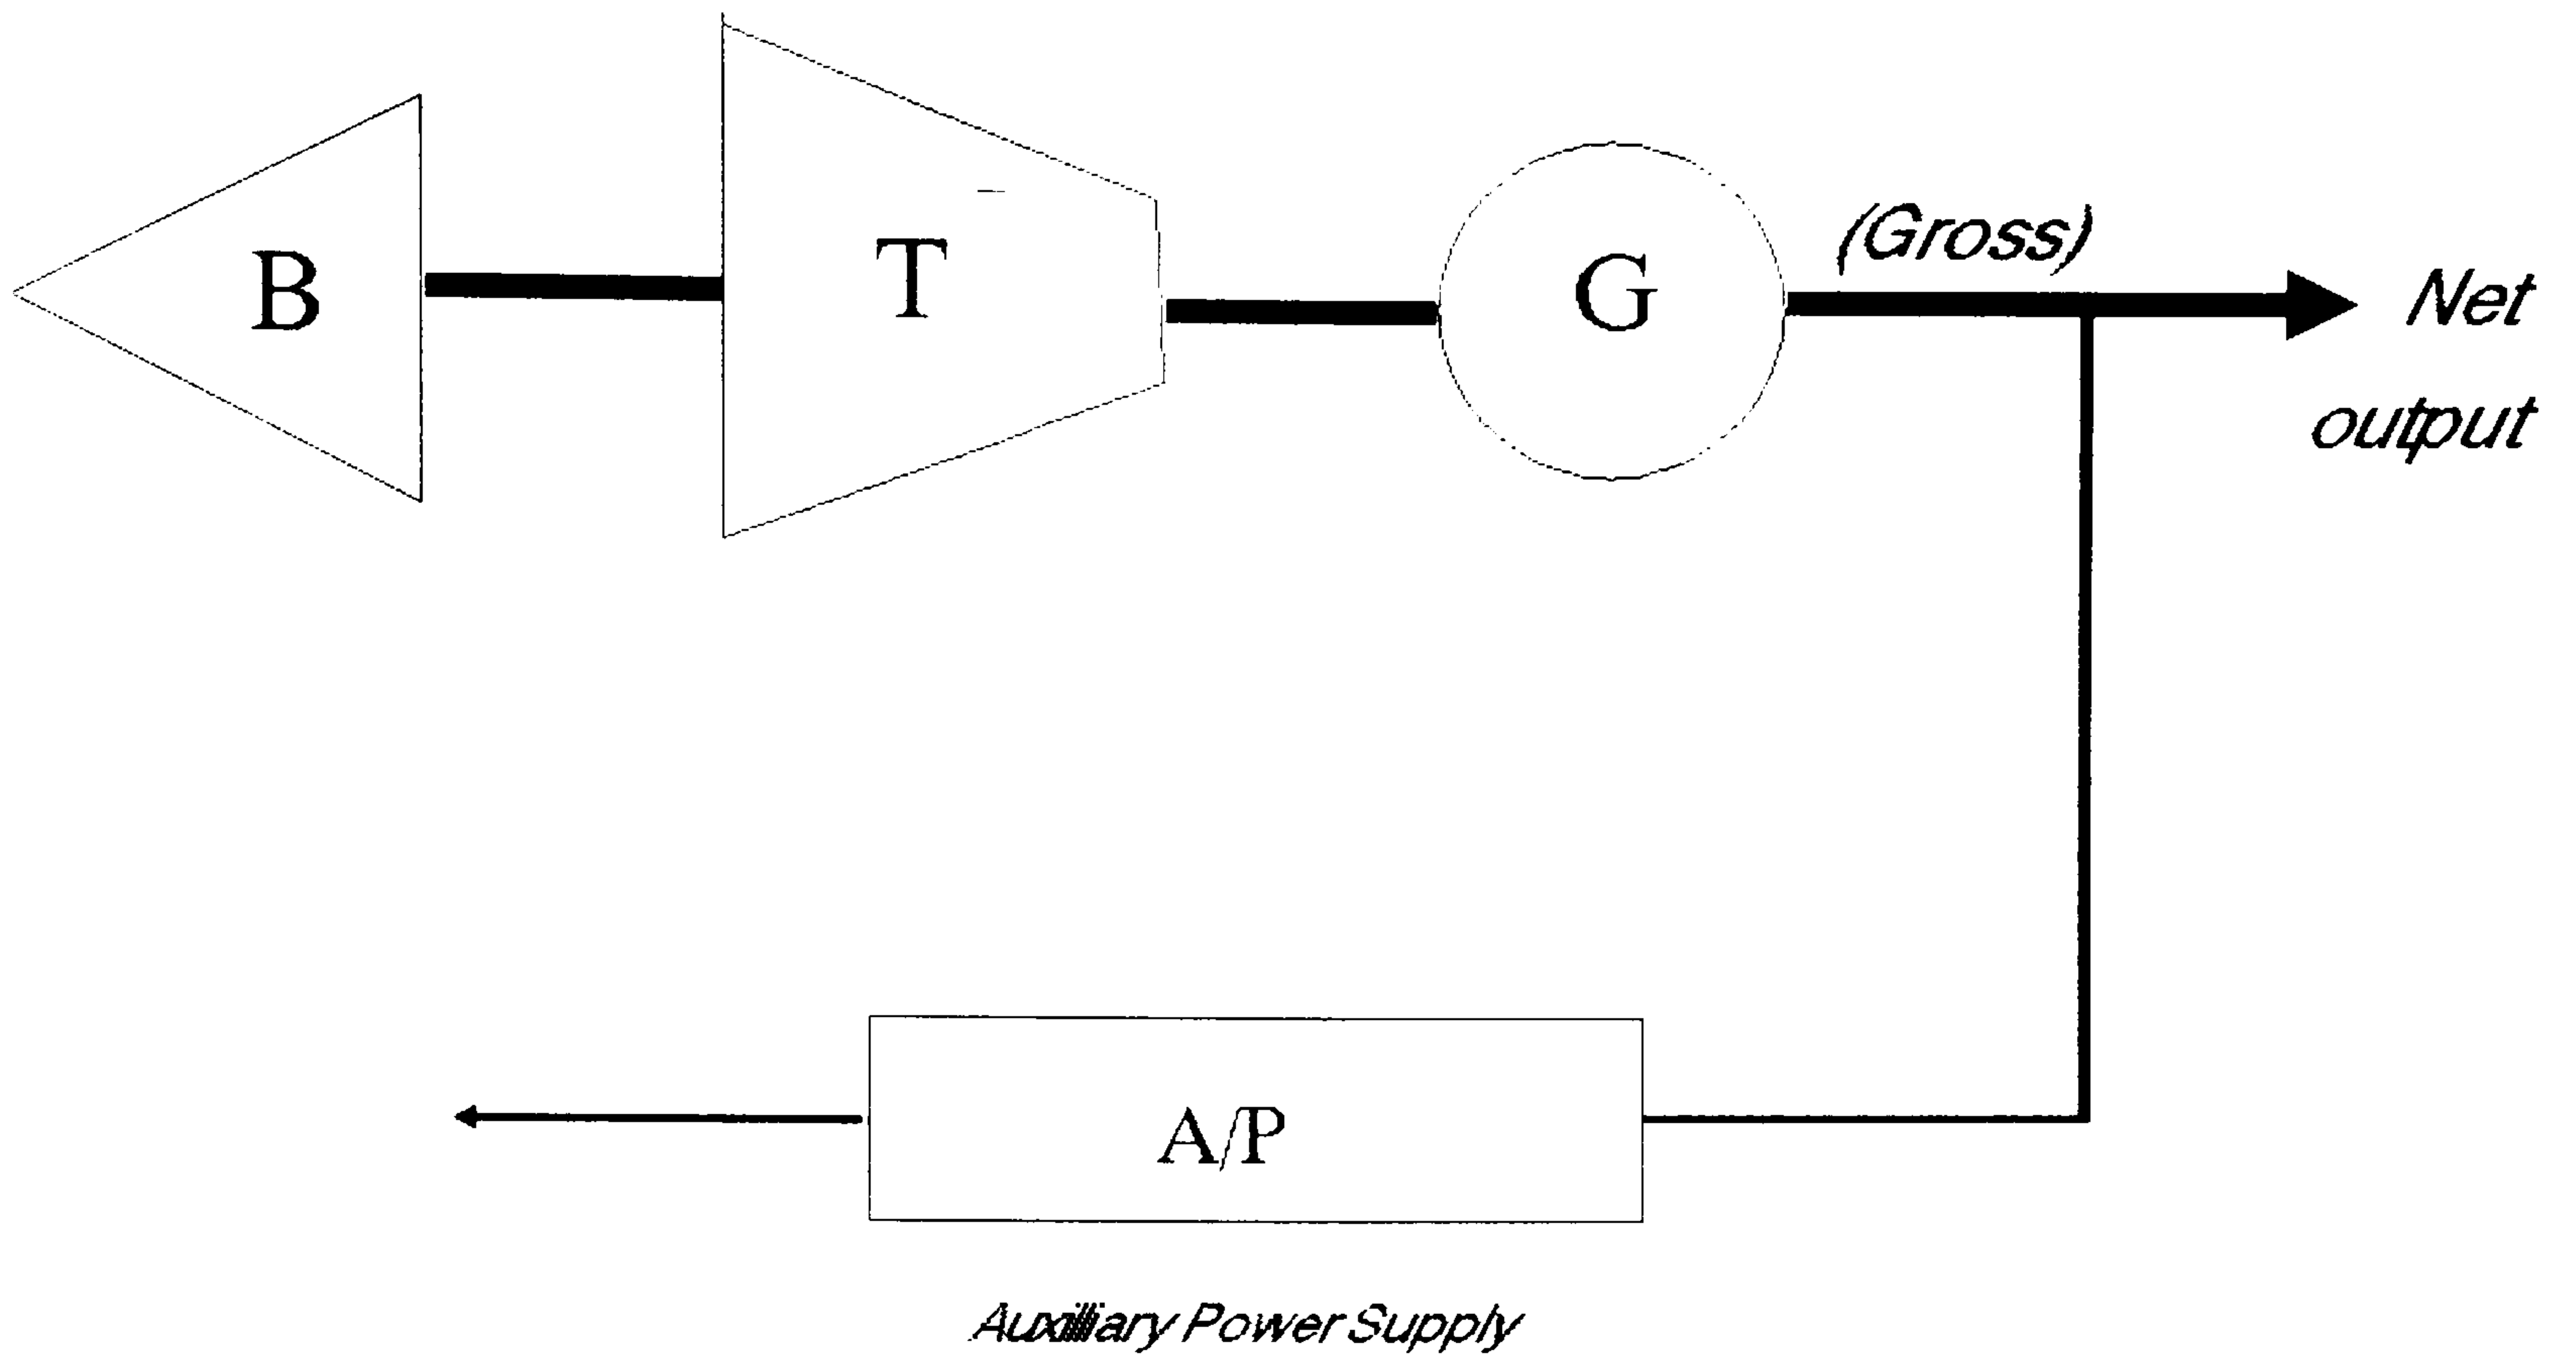 B
T
G
(Gross)
Net
output
A/P
Auxilliary Power Supply